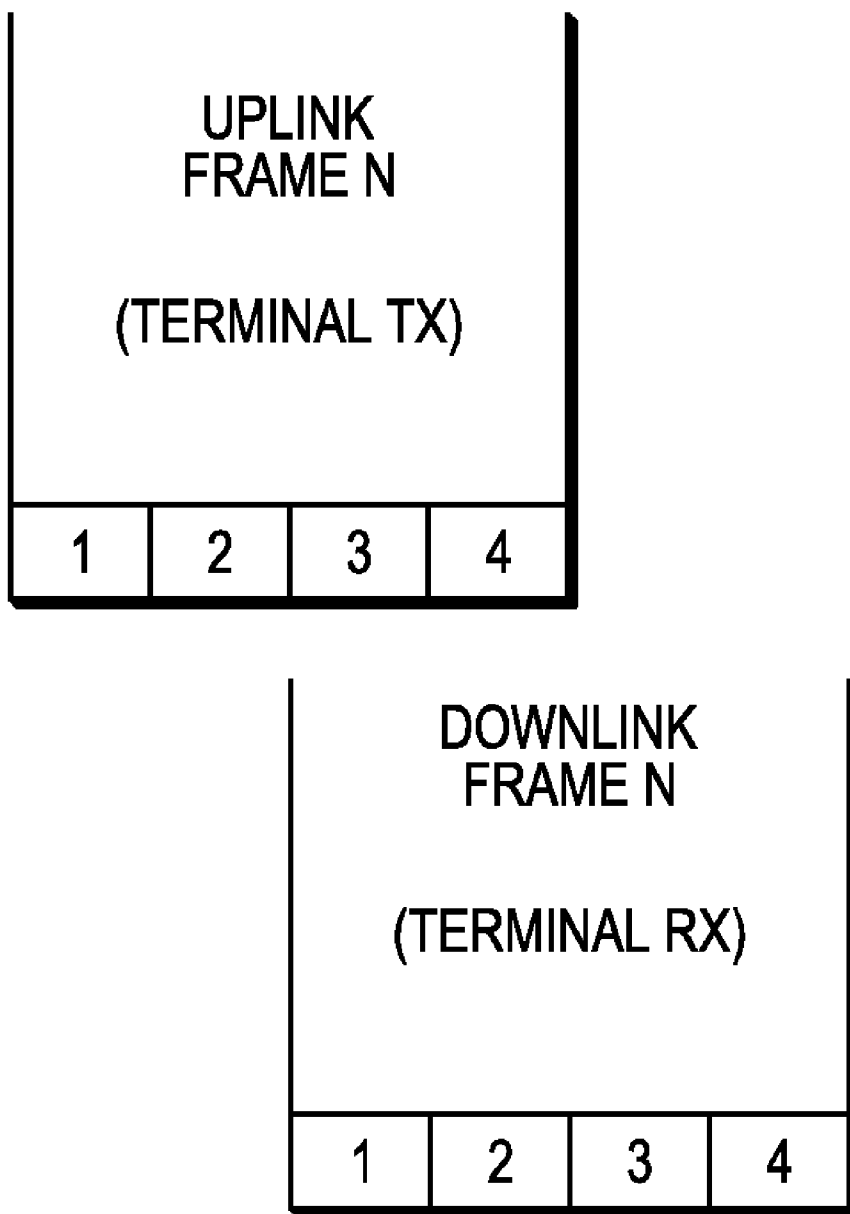 UPLINK
FRAME N
(TERMINAL TX)
1 2 3 4
DOWNLINK
FRAME N
(TERMINAL RX)
1 2 3 4